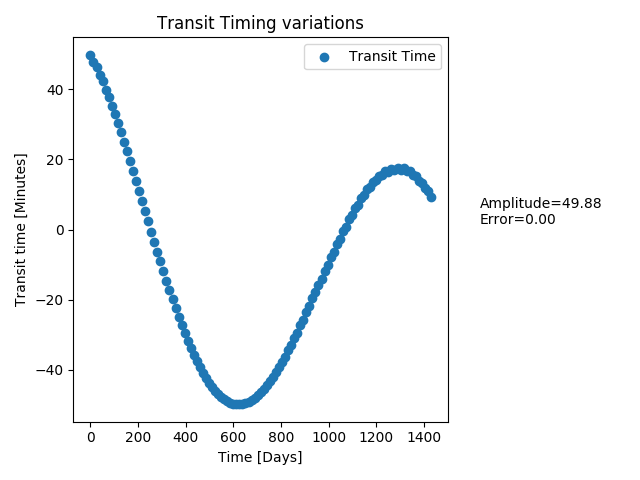 Transit Timing variations
Transit Time
40
20
0
−20
−40
Transit time [Minutes]
0 200 400 600 800 1000 1200 1400
Time [Days]
Amplitude=49.88
Error=0.00